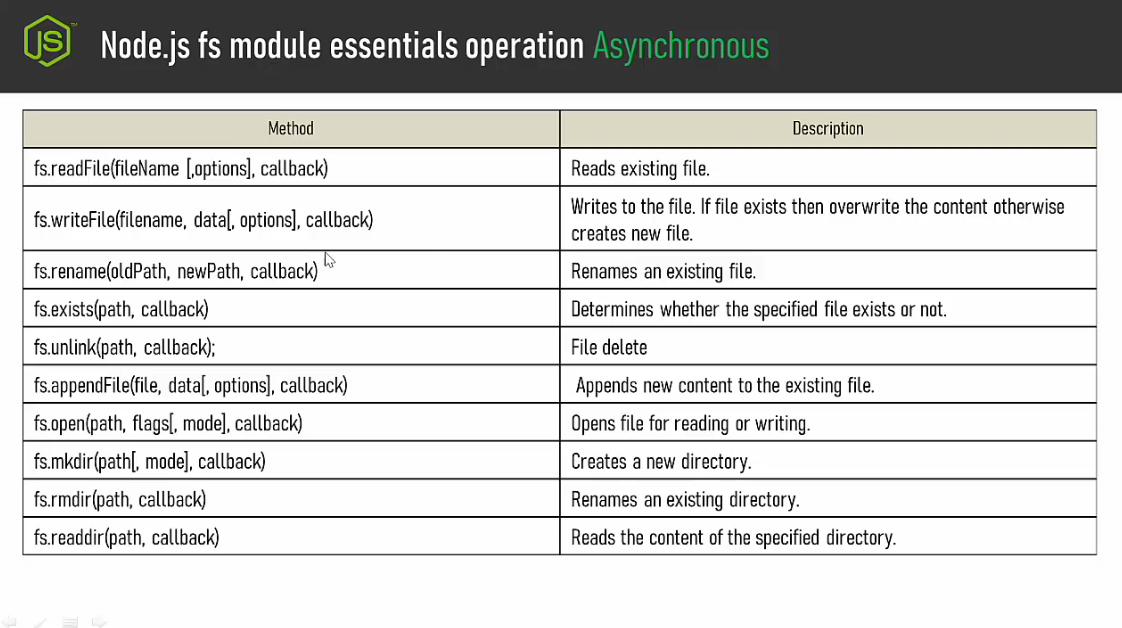 JS™
Node.js fs module essentials operation Asynchronous
Method
Description
fs.readFile(fileName [,options], callback)
Reads existing file.
fs.writeFile(filename, data[, options], callback)
Writes to the file. If file exists then overwrite the content otherwise
creates new file.
fs.rename(oldPath, newPath, callback)
Renames an existing file.
fs.exists(path, callback)
Determines whether the specified file exists or not.
fs.unlink(path, callback);
File delete
fs.appendFile(file, data[, options], callback)
Appends new content to the existing file.
fs.open(path, flags[, mode], callback)
Opens file for reading or writing.
fs.mkdir(path[, mode], callback)
Creates a new directory.
fs.rmdir(path, callback)
Renames an existing directory.
fs.readdir(path, callback)
Reads the content of the specified directory.